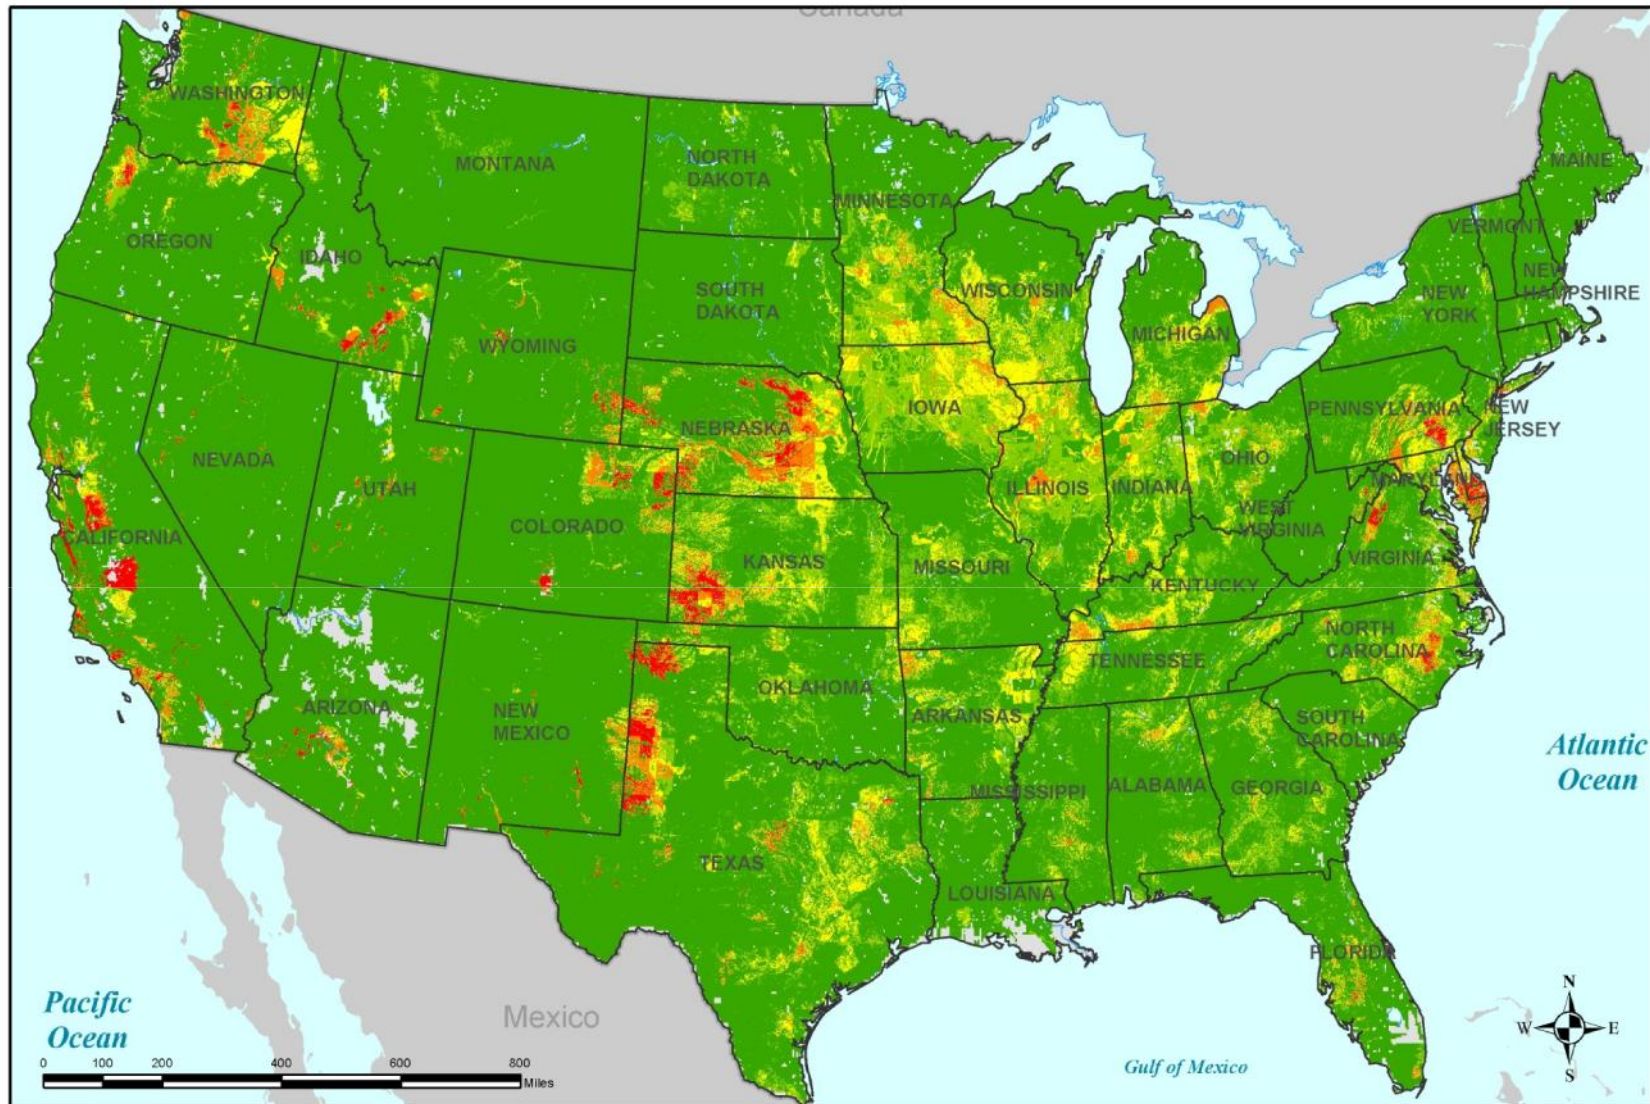 Canada
WASHINGTON
MONTANA
NORTH
DAKOTA
MINNESOTA
MAINE
VERMONT
OREGON
IDAHO
SOUTH
DAKOTA
WISCONSIN
NEW
HAMPSHIRE
NEW
YORK
MICHIGAN
WYOMING
IOWA
PENNSYLVANIA
NEW
JERSEY
NEBRASKA
NEVADA
UTAH
OHIO
ILLINOIS
INDIANA
MARYLAND
COLORADO
WEST
VIRGINIA
CALIFORNIA
KANSAS
MISSOURI
VIRGINIA
KENTUCKY
NORTH
CAROLINA
TENNESSEE
OKLAHOMA
ARIZONA
NEW
MEXICO
ARKANSAS
SOUTH
CAROLINA
Atlantic
Ocean
MISSISSIPPI
ALABAMA
GEORGIA
TEXAS
LOUISIANA
FLORIDA
Pacific
Ocean
Mexico
Gulf of Mexico
N
W
E
S
0 100 200 400 600 800
Miles